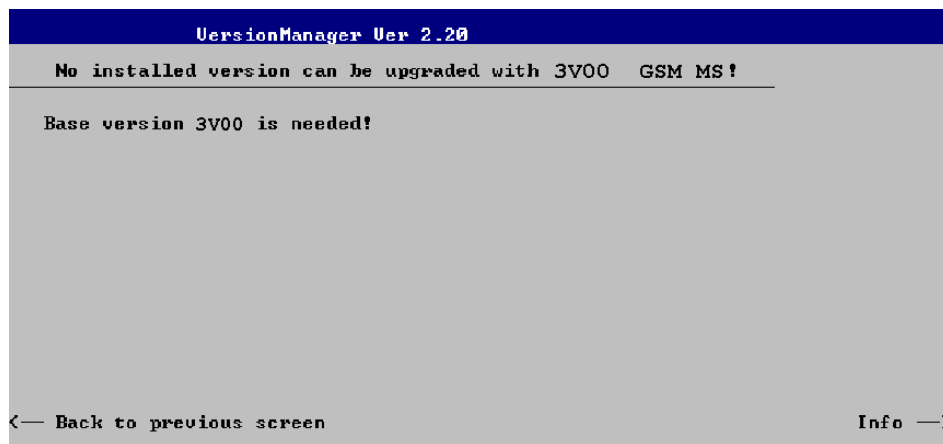 VersionManager Ver 2.20
No installed version can be upgraded with 3V00 GSM MS!
Base version 3V00 is needed!
<— Back to previous screen
Info —